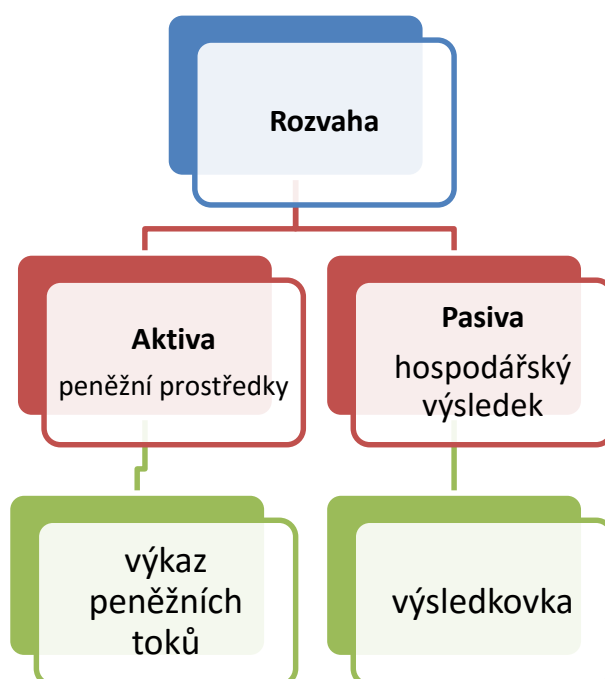 Rozvaha
Aktiva
peněžní prostředky
Pasiva
hospodářský
výsledek
výkaz
peněžních
toků
výsledkovka